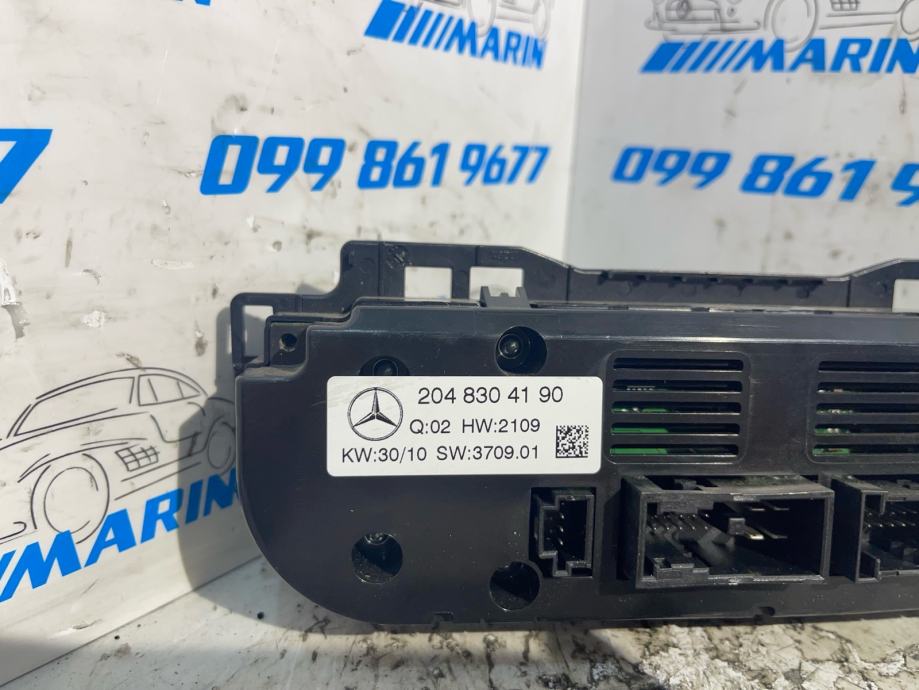 MARIN
MARIN
7
099 861 9677
099 861 9
204 830 41 90
Q:02 HW:2109
KW:30/10 SW:3709.01
MARIN